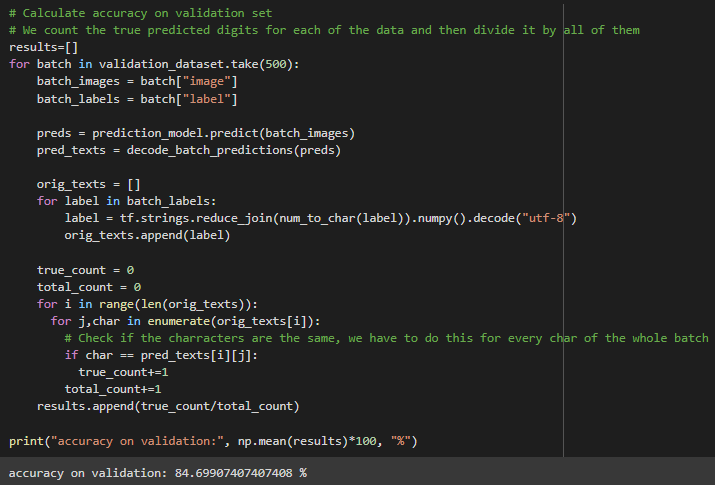 # Calculate accuracy on validation set
# We count the true predicted digits for each of the data and then divide it by all of them
results=[]
for batch in validation_dataset.take(500):
    batch_images = batch["image"]
    batch_labels = batch["label"]

    preds = prediction_model.predict(batch_images)
    pred_texts = decode_batch_predictions(preds)

    orig_texts = []
    for label in batch_labels:
        label = tf.strings.reduce_join(num_to_char(label)).numpy().decode("utf-8")
        orig_texts.append(label)

    true_count = 0
    total_count = 0
    for i in range(len(orig_texts)):
      for j,char in enumerate(orig_texts[i]):
        # Check if the charracters are the same, we have to do this for every char of the whole batch
        if char == pred_texts[i][j]:
          true_count+=1
        total_count+=1
    results.append(true_count/total_count)

print("accuracy on validation:", np.mean(results)*100, "%")
accuracy on validation: 84.69907407407408 %